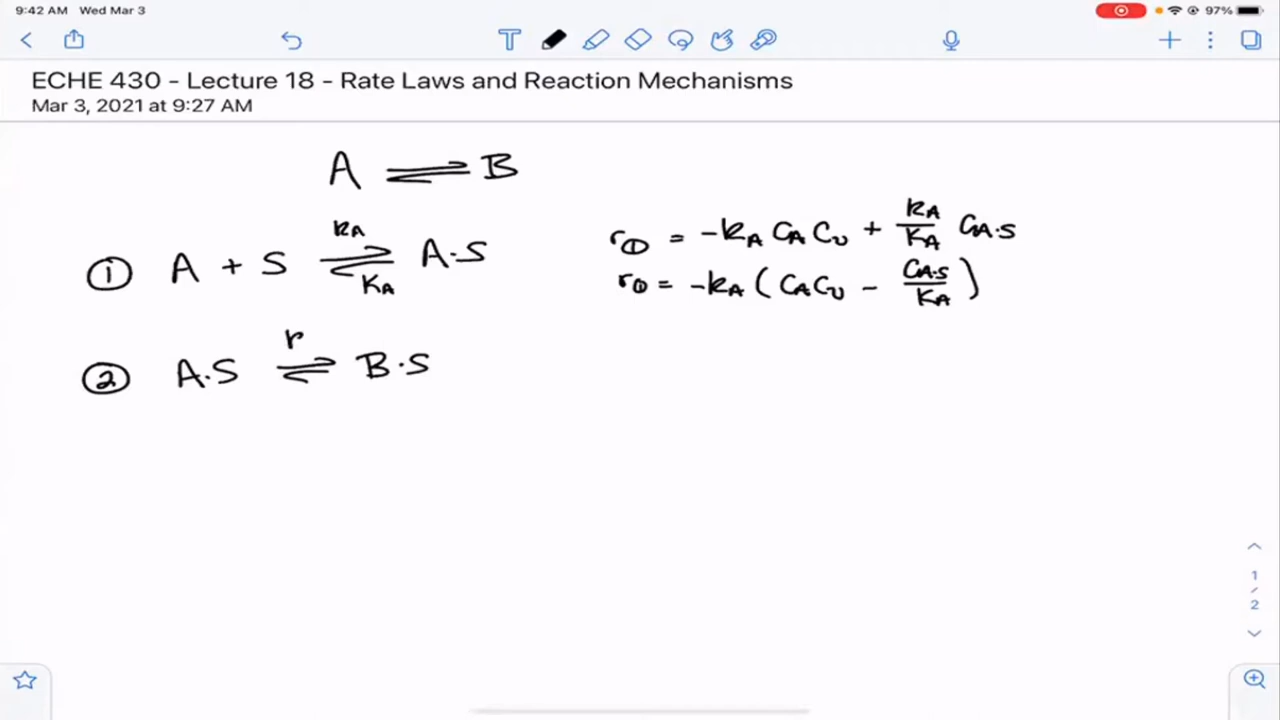 9:42 AM Wed Mar 3 97%
ECHE 430 - Lecture 18 - Rate Laws and Reaction Mechanisms
Mar 3, 2021 at 9:27 AM
A ⇌ B
① A + S ⇌ A·S
kA
KA
r① = -kA CA Cv + kA/KA CA·S
r① = -kA ( CA Cv - CA·S/KA )
② A·S ⇌ B·S
r
1
/
2